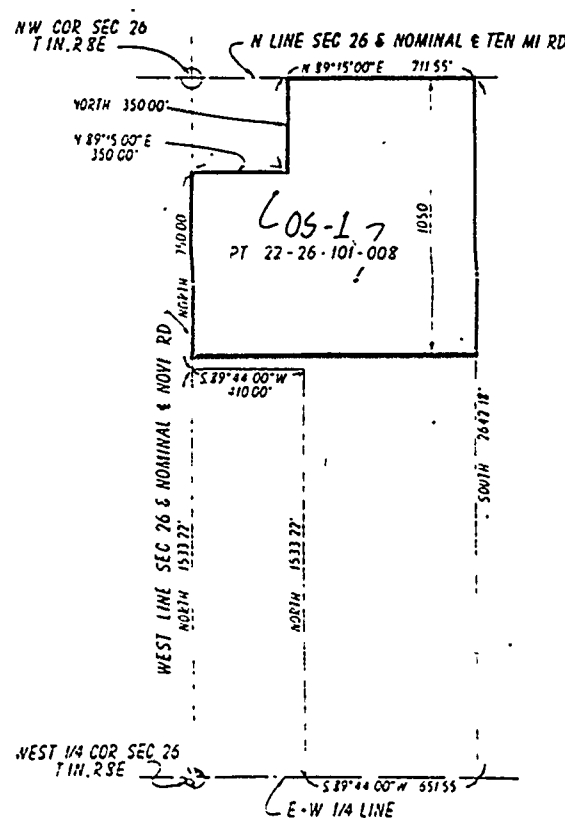 NW COR SEC 26
T1N.R8E
N LINE SEC 26 & NOMINAL ℄ TEN MI RD
N 89°15'00"E 711.55'
NORTH 350.00'
N 89°15'00"E
350.00'
OS-1
PT 22-26-101-008
1050
NORTH 750.00
S.89°44'00"W
410.00'
WEST LINE SEC 26 & NOMINAL ℄ NOVI RD
NORTH 1533.22'
NORTH 1533.22'
SOUTH 2642.18'
WEST 1/4 COR SEC 26
T1N.R8E
S.89°44'00"W 651.55
E-W 1/4 LINE